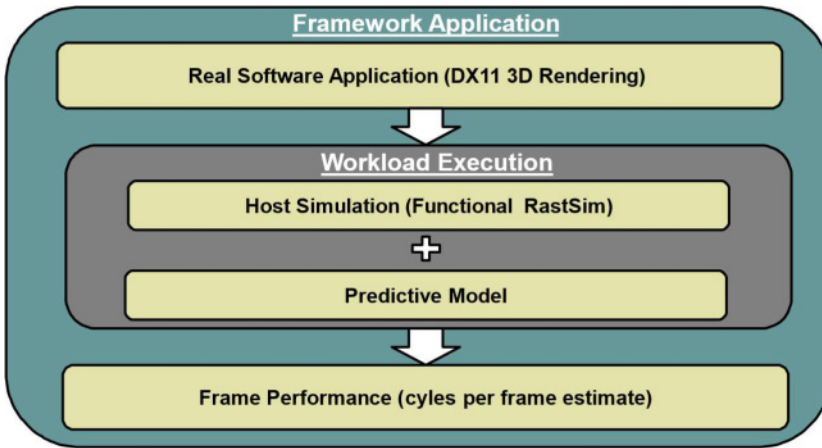 Framework Application
Real Software Application (DX11 3D Rendering)
Workload Execution
Host Simulation (Functional RastSim)
+
Predictive Model
Frame Performance (cyles per frame estimate)